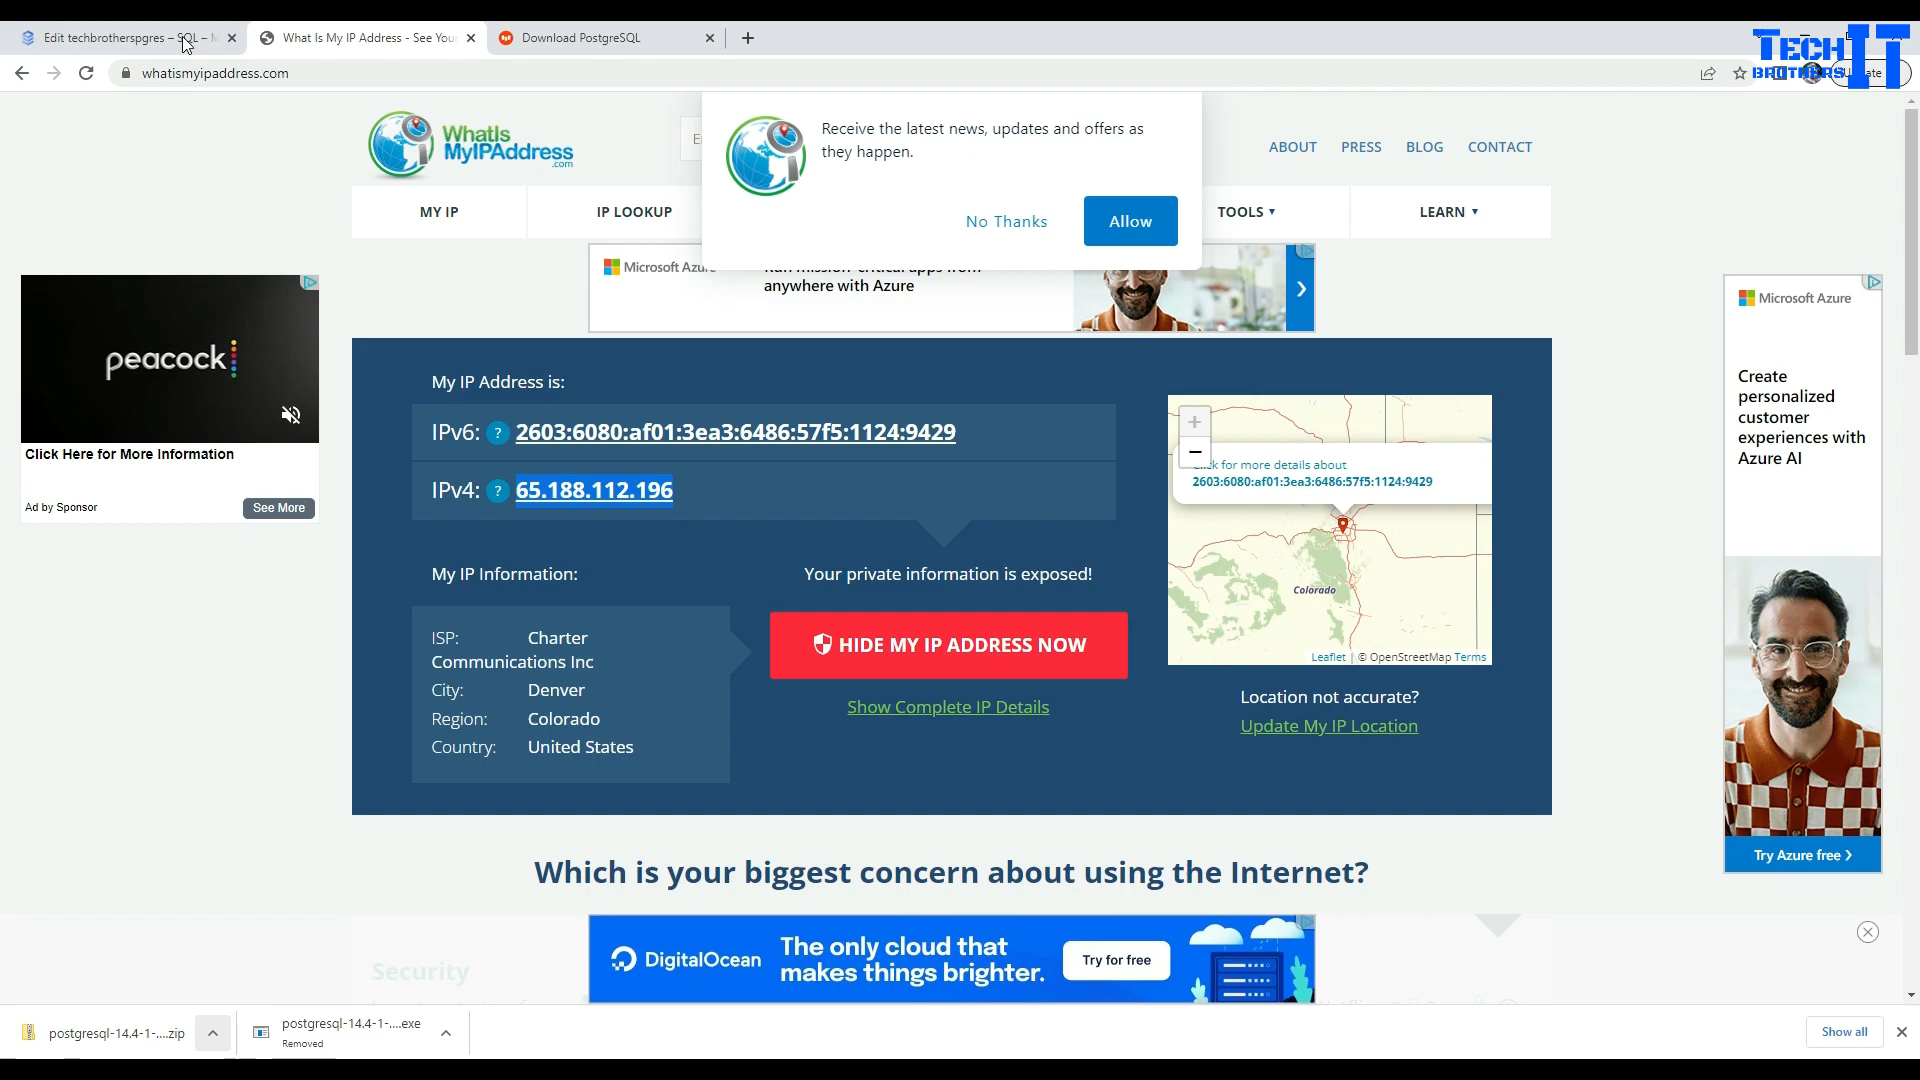 Edit techbrotherspgres – SQL –
What Is My IP Address - See Your
Download PostgreSQL
TECH IT
BROTHERS
whatismyipaddress.com
WhatIs
MyIPAddress
.com
Receive the latest news, updates and offers as
they happen.
No Thanks
Allow
ABOUT
PRESS
BLOG
CONTACT
MY IP
IP LOOKUP
TOOLS ▼
LEARN ▼
Microsoft
anywhere with Azure
peacock
Click Here for More Information
Ad by Sponsor
See More
Microsoft Azure
Create
personalized
customer
experiences with
Azure AI
Try Azure free ❯
My IP Address is:
IPv6: ? 2603:6080:af01:3ea3:6486:57f5:1124:9429
IPv4: ? 65.188.112.196
+
−
for more details about
2603:6080:af01:3ea3:6486:57f5:1124:9429
Colorado
Leaflet | © OpenStreetMap Terms
My IP Information:
ISP: Charter
Communications Inc
City: Denver
Region: Colorado
Country: United States
Your private information is exposed!
HIDE MY IP ADDRESS NOW
Show Complete IP Details
Location not accurate?
Update My IP Location
Which is your biggest concern about using the Internet?
DigitalOcean
The only cloud that
makes things brighter.
Try for free
Security
postgresql-14.4-1-....zip
postgresql-14.4-1-....exe
Removed
Show all